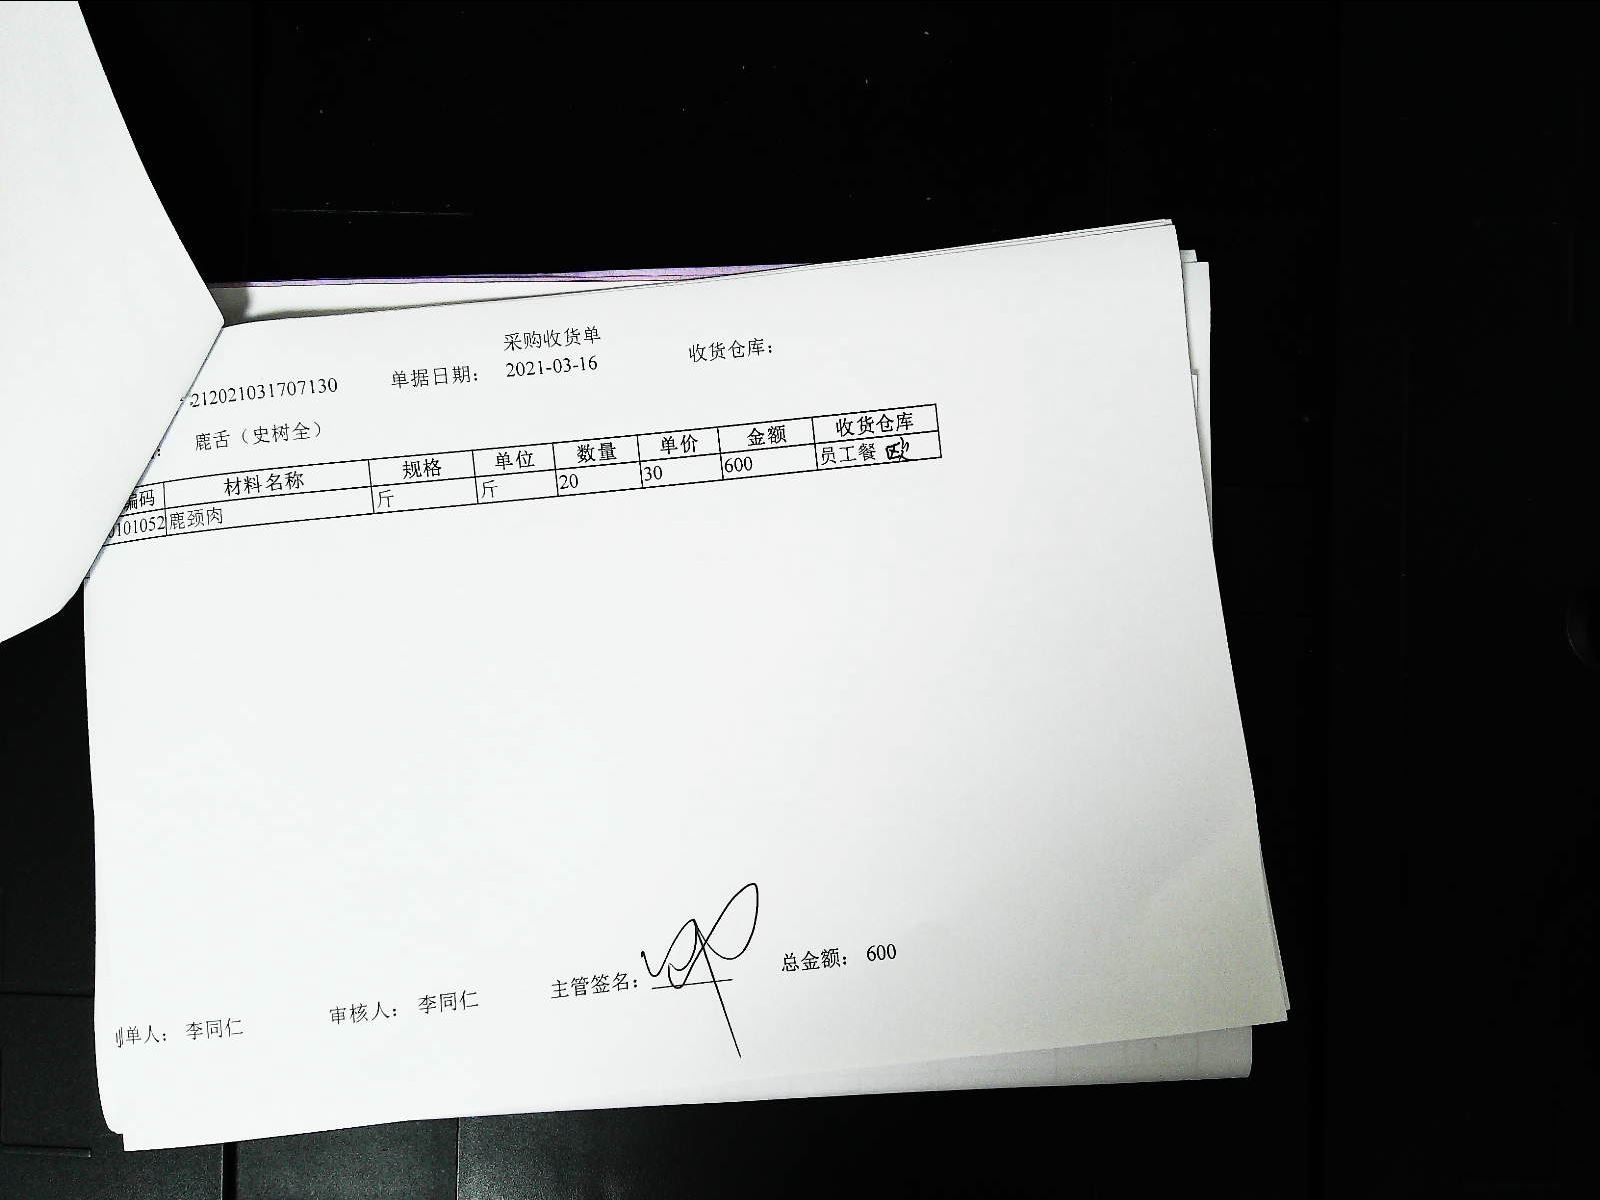 采购收货单
212021031707130 单据日期： 2021-03-16 收货仓库：
鹿舌（史树全）
编码 材料名称 规格 单位 数量 单价 金额 收货仓库
0101052 鹿颈肉 斤 斤 20 30 600 员工餐
制单人： 李同仁 审核人： 李同仁 主管签名： 总金额： 600